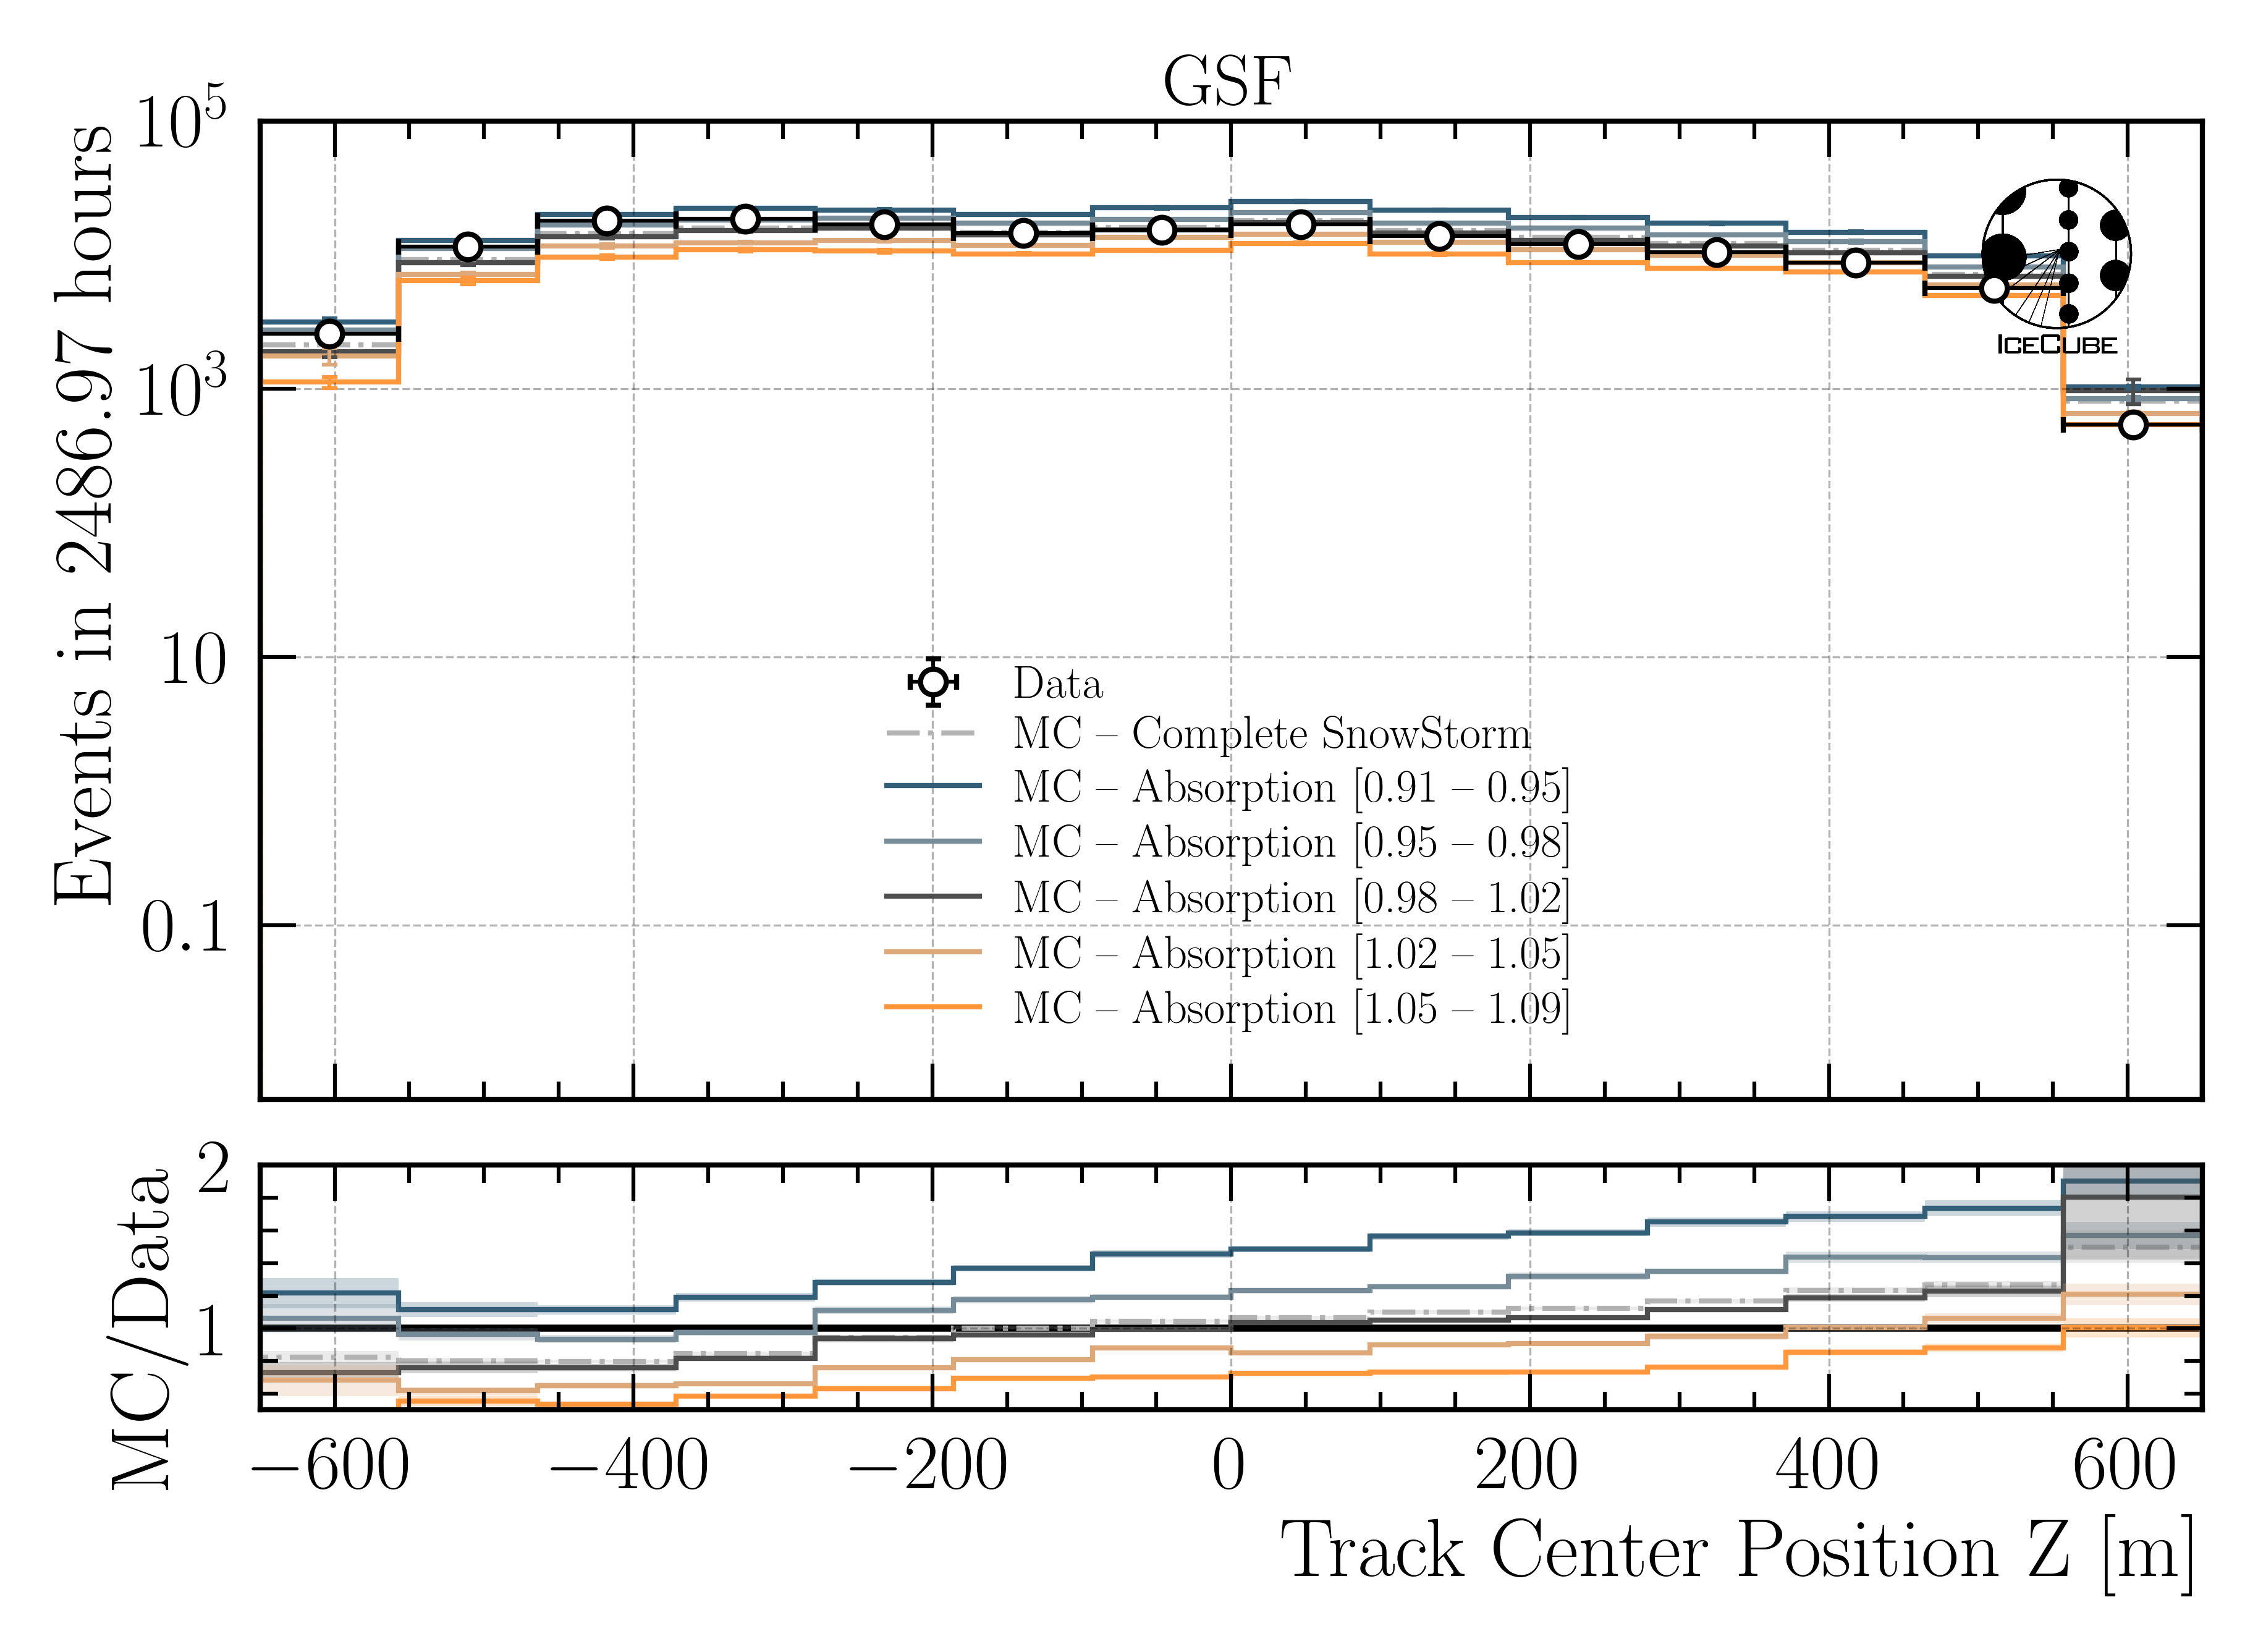 GSF
Events in 2486.97 hours
10^5
10^3
10
0.1
IceCube
Data
MC – Complete SnowStorm
MC – Absorption [0.91 – 0.95]
MC – Absorption [0.95 – 0.98]
MC – Absorption [0.98 – 1.02]
MC – Absorption [1.02 – 1.05]
MC – Absorption [1.05 – 1.09]
MC/Data
2
1
−600 −400 −200 0 200 400 600
Track Center Position Z [m]